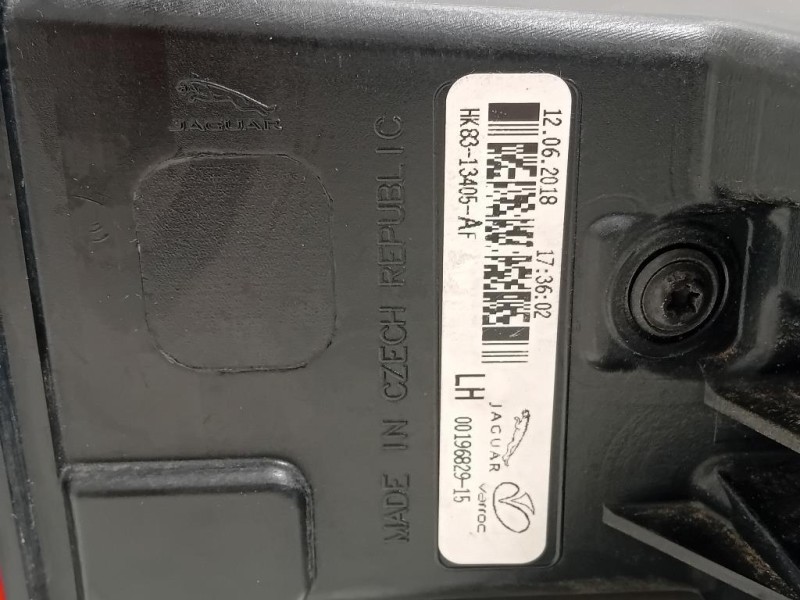 JAGUAR
MADE IN CZECH REPUBLIC
12.06.2018 17:36:02
HK83-13405-AF
LH
00196829-15
JAGUAR
varroc